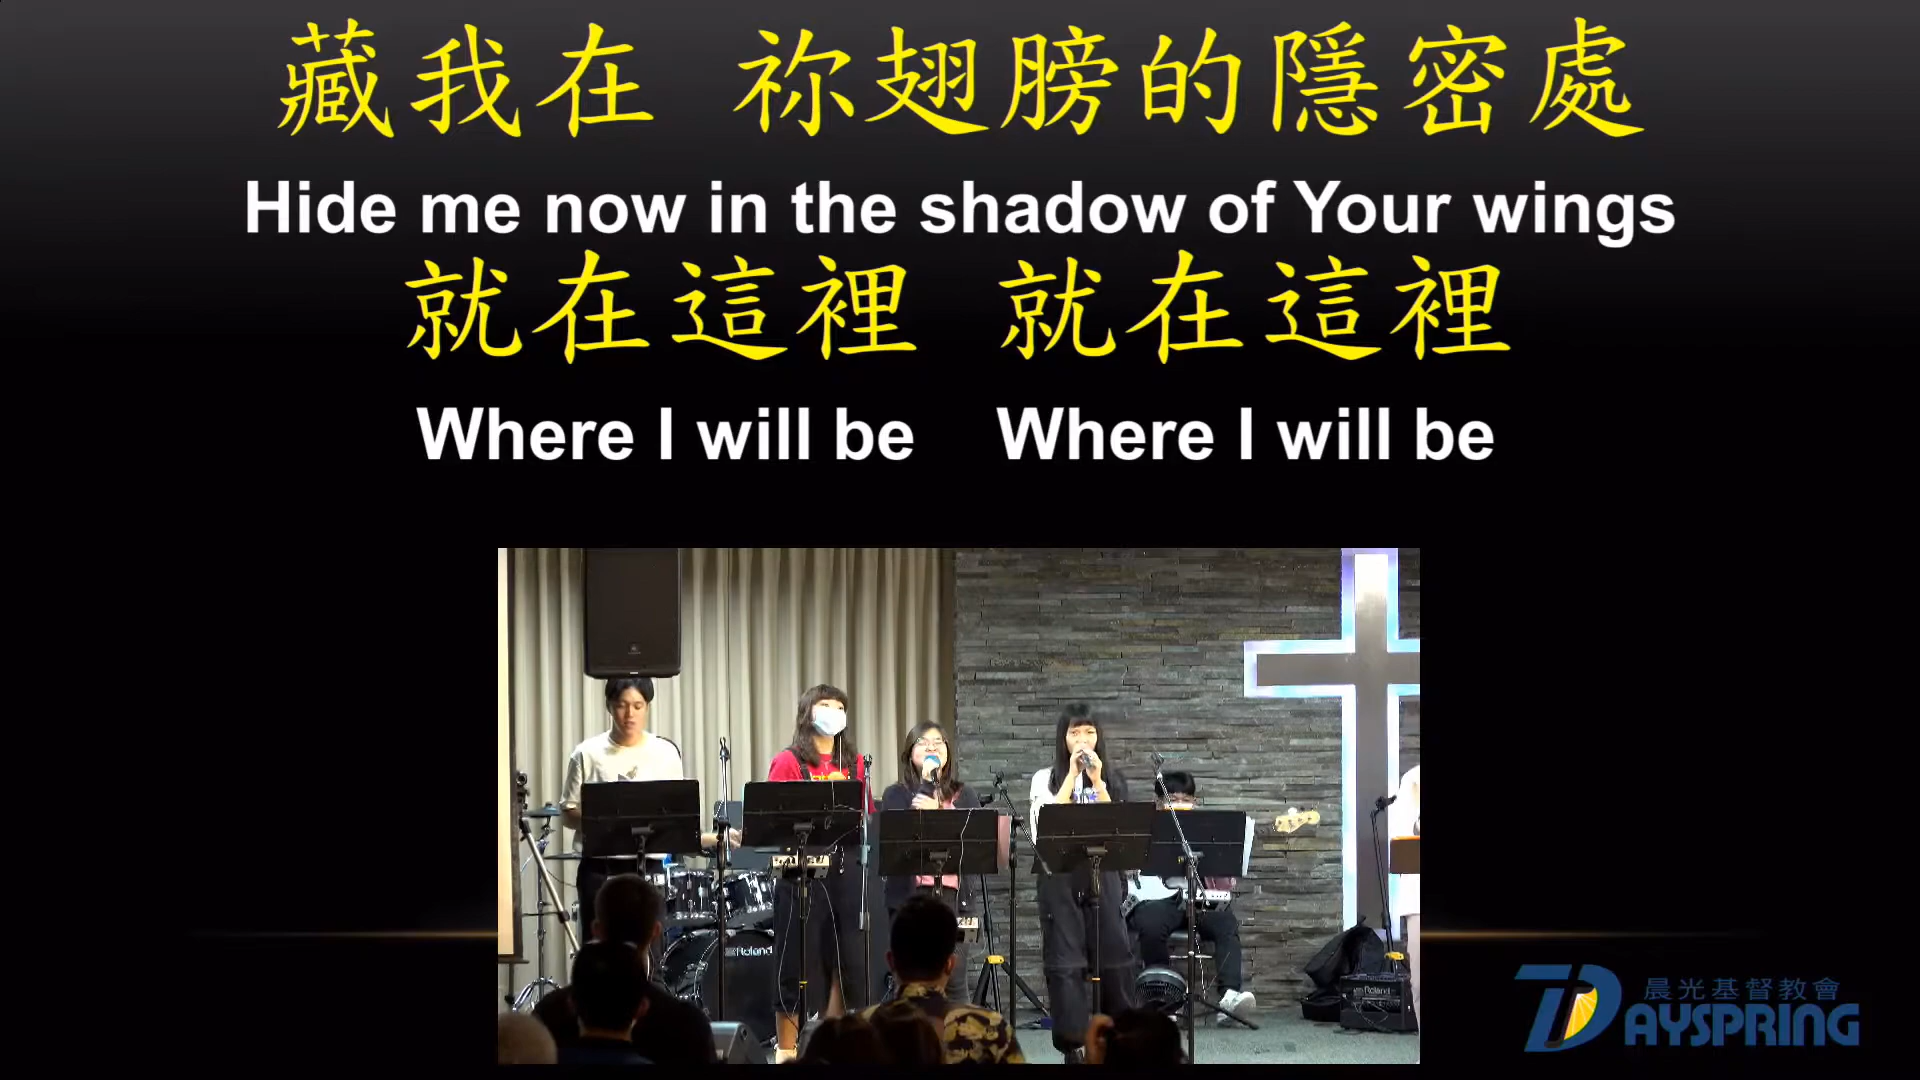 藏我在 祢翅膀的隱密處
Hide me now in the shadow of Your wings
就在這裡 就在這裡
Where I will be Where I will be
Roland
Roland
晨光基督教會
DAYSPRING